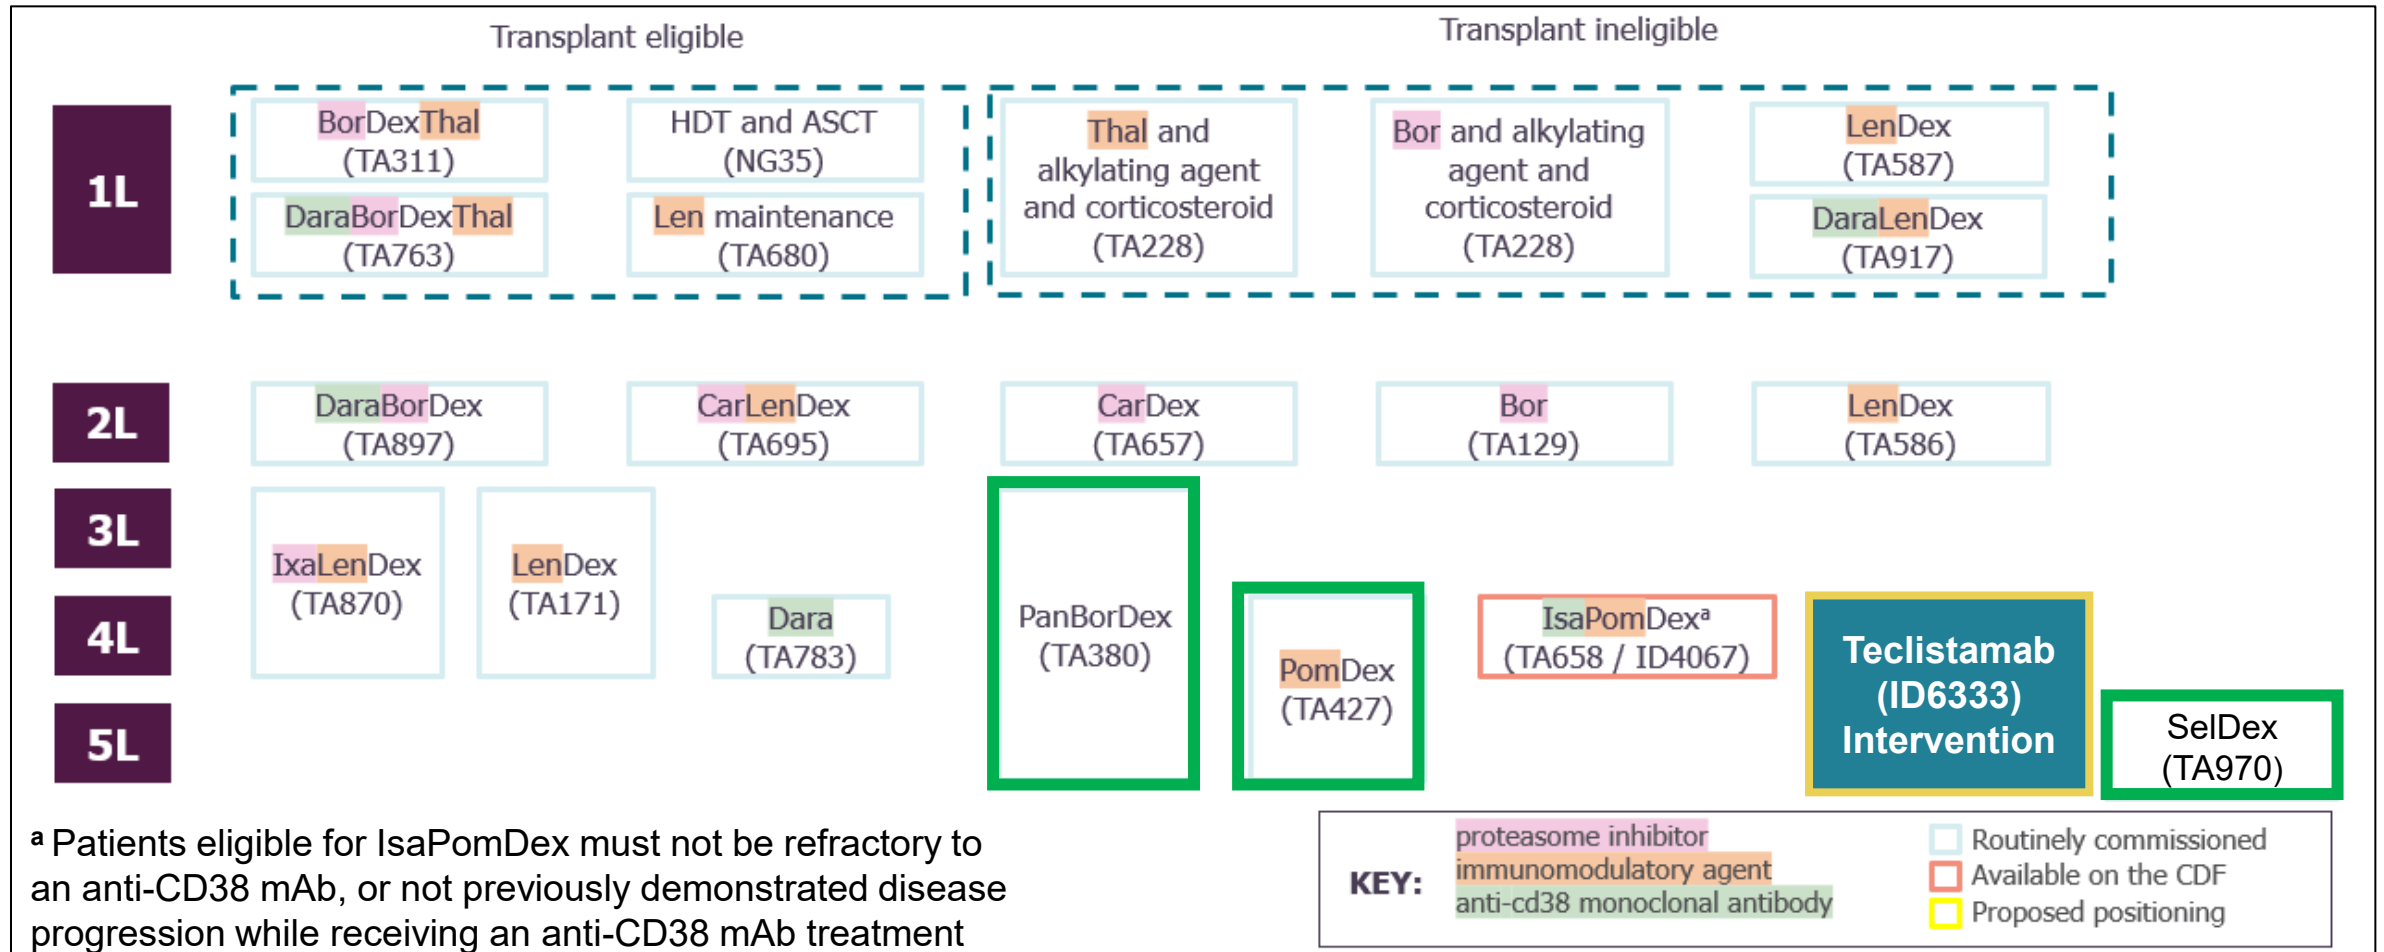 Transplant eligible
Transplant ineligible
1L
BorDexThal
(TA311)
HDT and ASCT
(NG35)
DaraBorDexThal
(TA763)
Len maintenance
(TA680)
Thal and
alkylating agent
and corticosteroid
(TA228)
Bor and alkylating
agent and
corticosteroid
(TA228)
LenDex
(TA587)
DaraLenDex
(TA917)
2L
DaraBorDex
(TA897)
CarLenDex
(TA695)
CarDex
(TA657)
Bor
(TA129)
LenDex
(TA586)
3L
4L
5L
IxaLenDex
(TA870)
LenDex
(TA171)
Dara
(TA783)
PanBorDex
(TA380)
PomDex
(TA427)
IsaPomDexᵃ
(TA658 / ID4067)
Teclistamab
(ID6333)
Intervention
SelDex
(TA970)
ᵃ Patients eligible for IsaPomDex must not be refractory to
an anti-CD38 mAb, or not previously demonstrated disease
progression while receiving an anti-CD38 mAb treatment
KEY:
proteasome inhibitor
immunomodulatory agent
anti-cd38 monoclonal antibody
Routinely commissioned
Available on the CDF
Proposed positioning